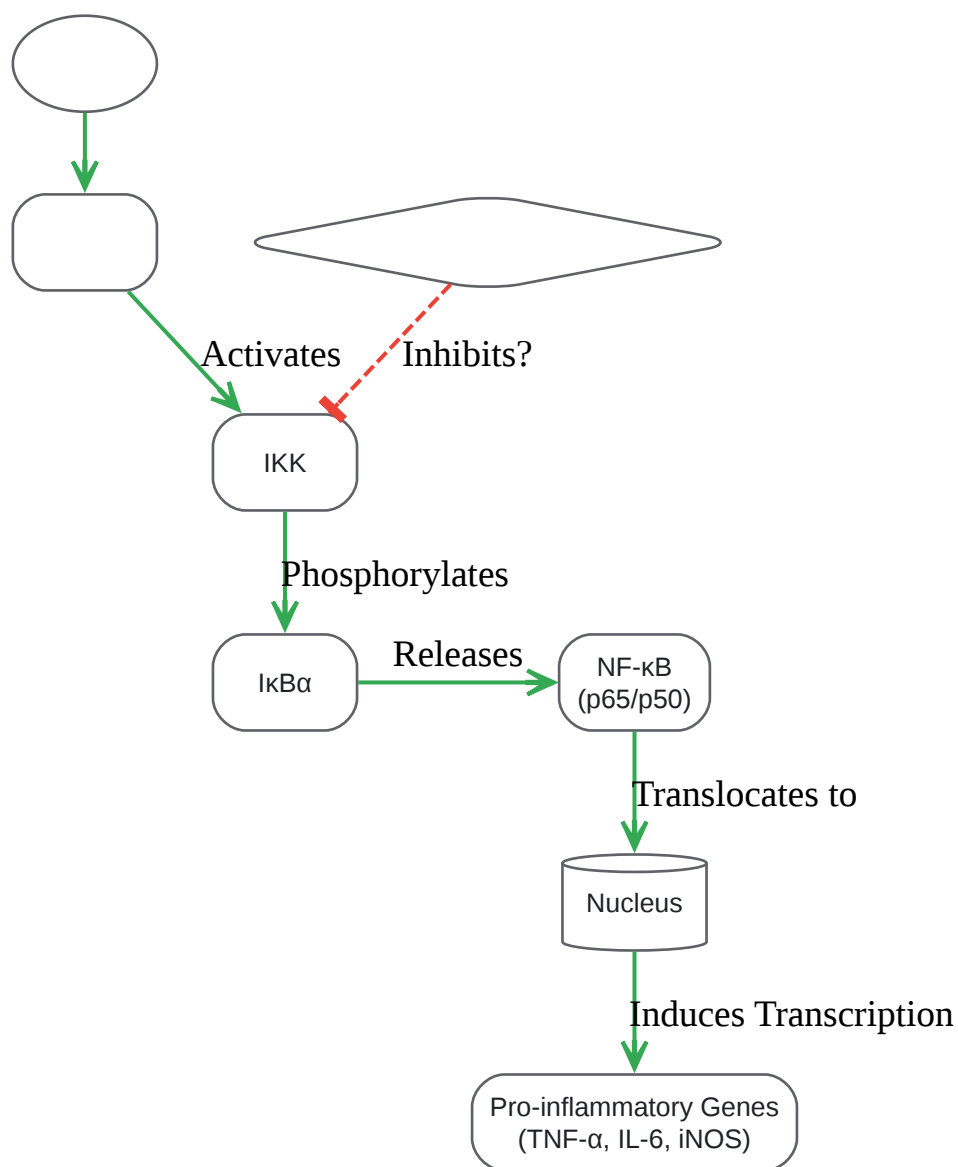 Activates
Inhibits?
IKK
Phosphorylates
IκBα
Releases
NF-κB
(p65/p50)
Translocates to
Nucleus
Induces Transcription
Pro-inflammatory Genes
(TNF-α, IL-6, iNOS)